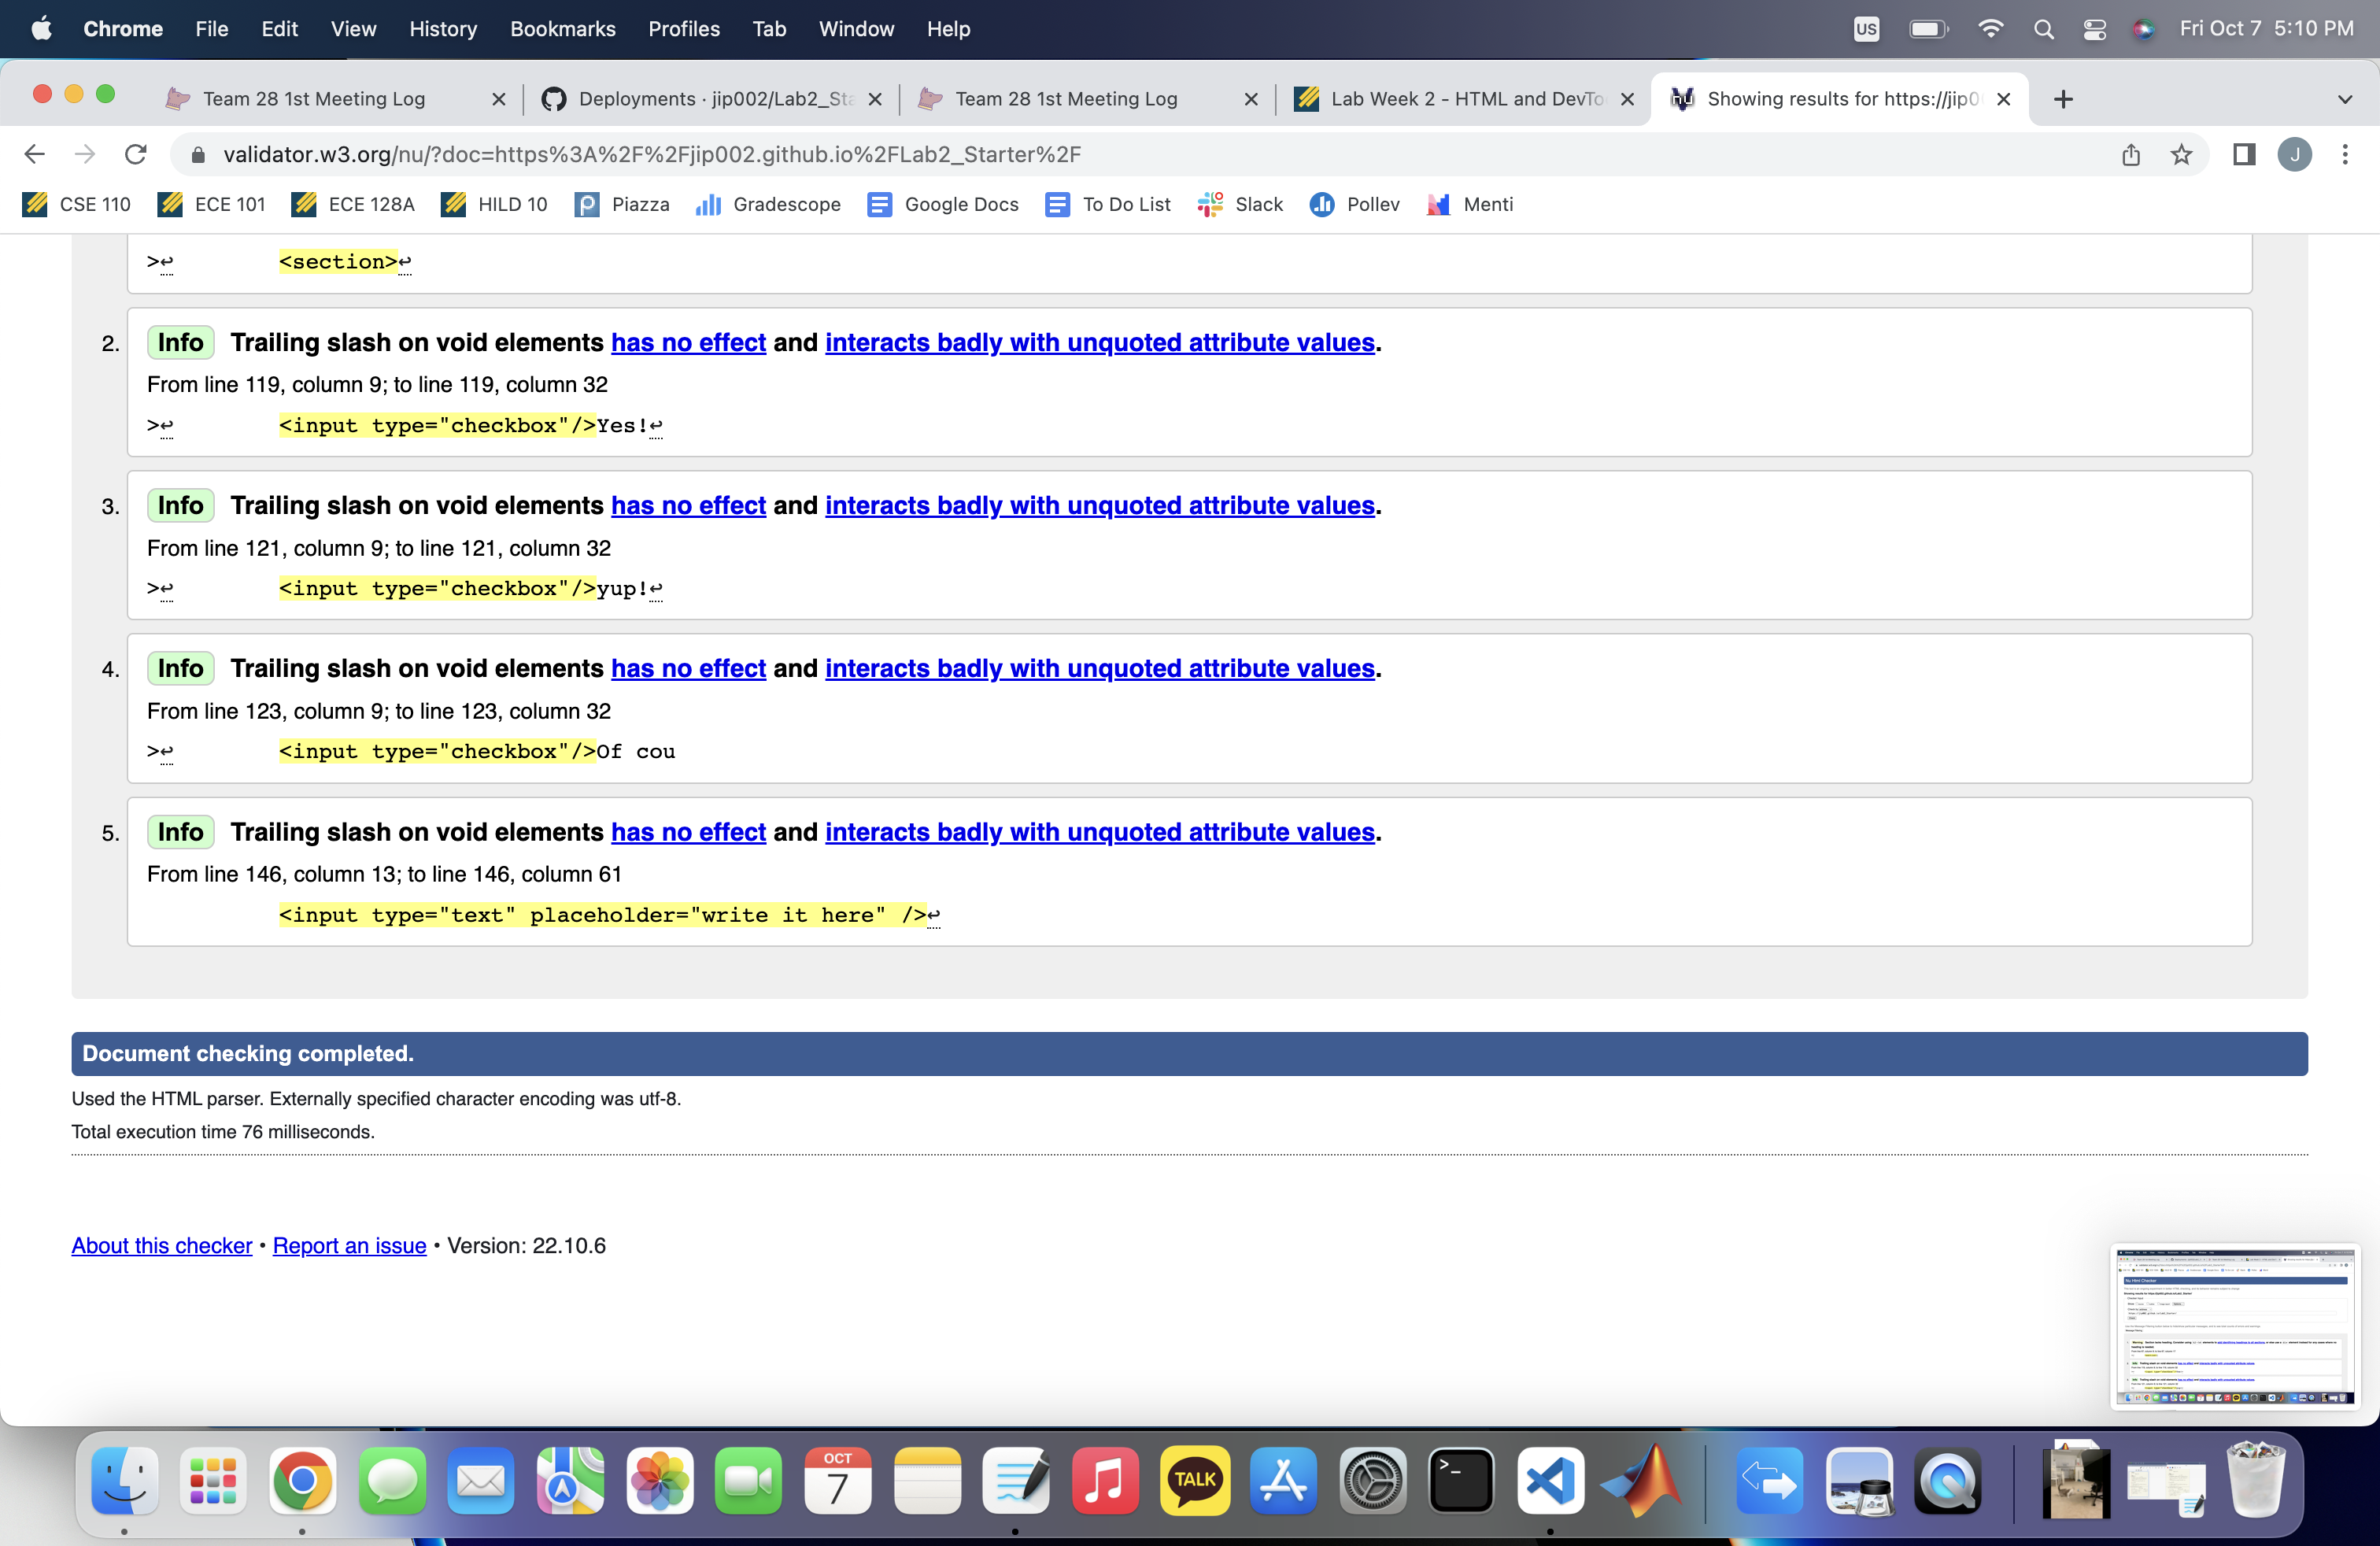 Chrome File Edit View History Bookmarks Profiles Tab Window Help US Fri Oct 7 5:10 PM
Team 28 1st Meeting Log Deployments · jip002/Lab2_Sta Team 28 1st Meeting Log Lab Week 2 - HTML and DevToo Showing results for https://jip0
validator.w3.org/nu/?doc=https%3A%2F%2Fjip002.github.io%2FLab2_Starter%2F J
CSE 110 ECE 101 ECE 128A HILD 10 Piazza Gradescope Google Docs To Do List Slack Pollev Menti
>↩ <section>↩
2. Info Trailing slash on void elements has no effect and interacts badly with unquoted attribute values.
From line 119, column 9; to line 119, column 32
>↩ <input type="checkbox"/>Yes!↩
3. Info Trailing slash on void elements has no effect and interacts badly with unquoted attribute values.
From line 121, column 9; to line 121, column 32
>↩ <input type="checkbox"/>yup!↩
4. Info Trailing slash on void elements has no effect and interacts badly with unquoted attribute values.
From line 123, column 9; to line 123, column 32
>↩ <input type="checkbox"/>Of cou
5. Info Trailing slash on void elements has no effect and interacts badly with unquoted attribute values.
From line 146, column 13; to line 146, column 61
<input type="text" placeholder="write it here" />↩
Document checking completed.
Used the HTML parser. Externally specified character encoding was utf-8.
Total execution time 76 milliseconds.
About this checker • Report an issue • Version: 22.10.6
OCT
7
TALK